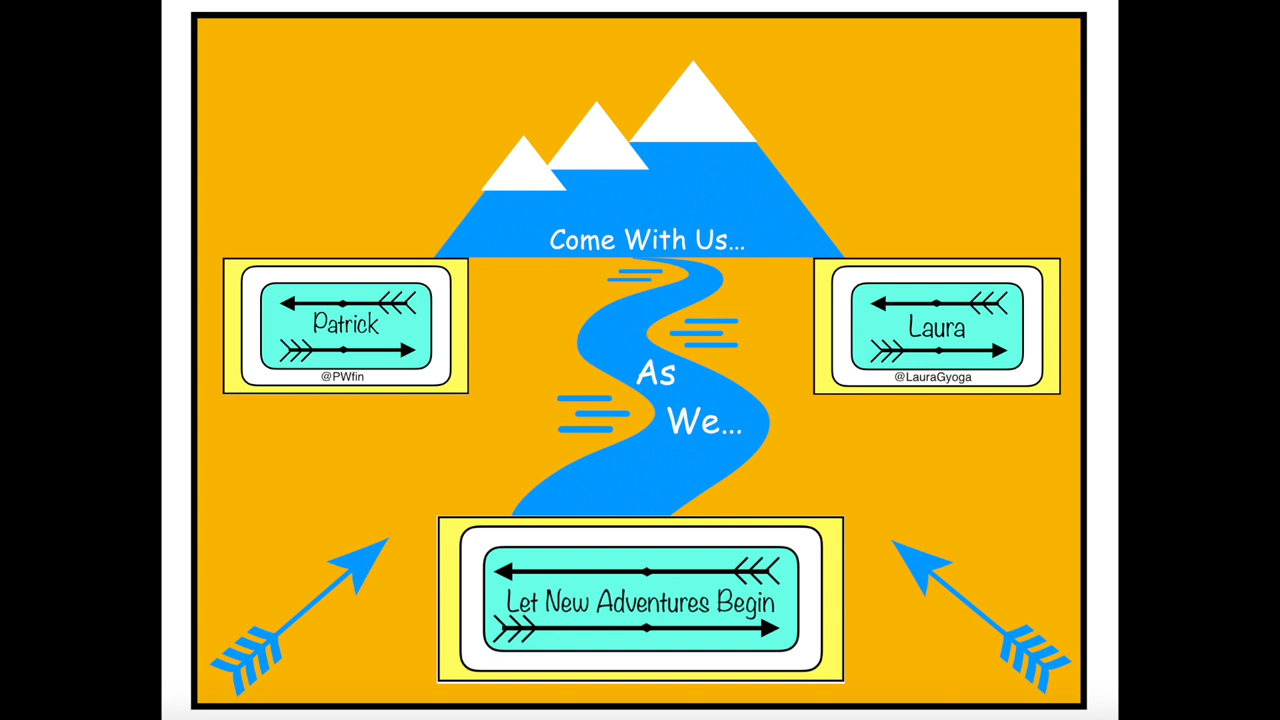 Come With Us...
Patrick
@PWfin
Laura
@LauraGyoga
As
We...
Let New Adventures Begin